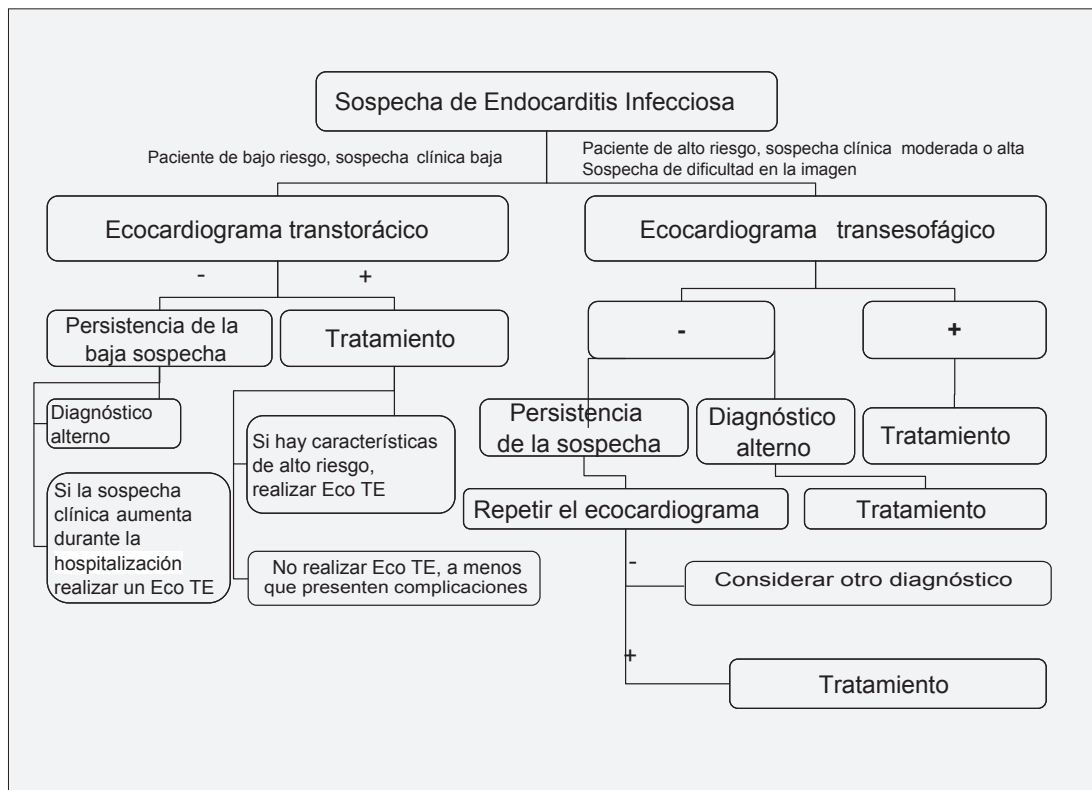 Sospecha de Endocarditis Infecciosa
Paciente de bajo riesgo, sospecha clínica baja
Paciente de alto riesgo, sospecha clínica moderada o alta
Sospecha de dificultad en la imagen
Ecocardiograma transtorácico
Ecocardiograma transesofágico
-
+
Persistencia de la
baja sospecha
Tratamiento
-
+
Diagnóstico
alterno
Si hay características
de alto riesgo,
realizar Eco TE
Persistencia
de la sospecha
Diagnóstico
alterno
Tratamiento
Si la sospecha
clínica aumenta
durante la
hospitalización
realizar un Eco TE
No realizar Eco TE, a menos
que presenten complicaciones
Repetir el ecocardiograma
Tratamiento
-
Considerar otro diagnóstico
+
Tratamiento